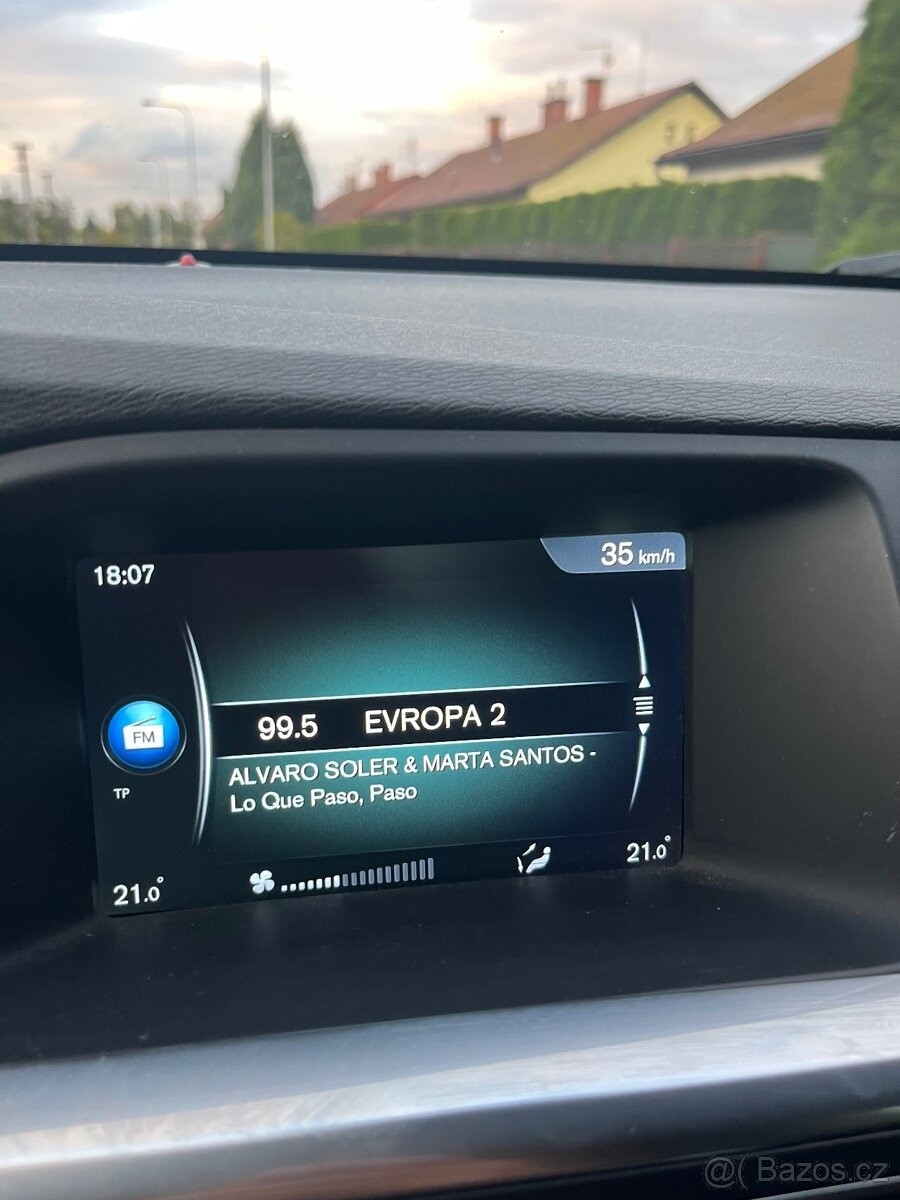 18:07
35 km/h
99.5 EVROPA 2
FM
ALVARO SOLER & MARTA SANTOS -
Lo Que Paso, Paso
TP
21.0°
21.0°
@( Bazos.cz